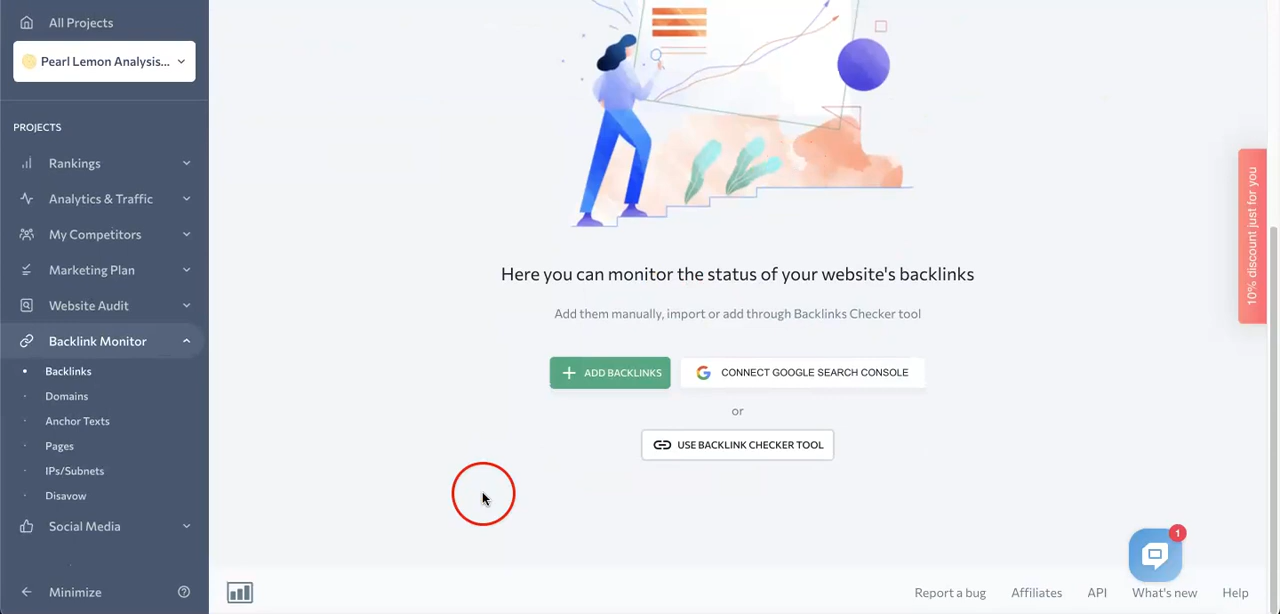 All Projects
Pearl Lemon Analysis...
PROJECTS
Rankings
Analytics & Traffic
My Competitors
Marketing Plan
Website Audit
Backlink Monitor
Backlinks
Domains
Anchor Texts
Pages
IPs/Subnets
Disavow
Social Media
Minimize
Here you can monitor the status of your website's backlinks
Add them manually, import or add through Backlinks Checker tool
ADD BACKLINKS
CONNECT GOOGLE SEARCH CONSOLE
or
USE BACKLINK CHECKER TOOL
10% discount just for you
1
Report a bug
Affiliates
API
What's new
Help